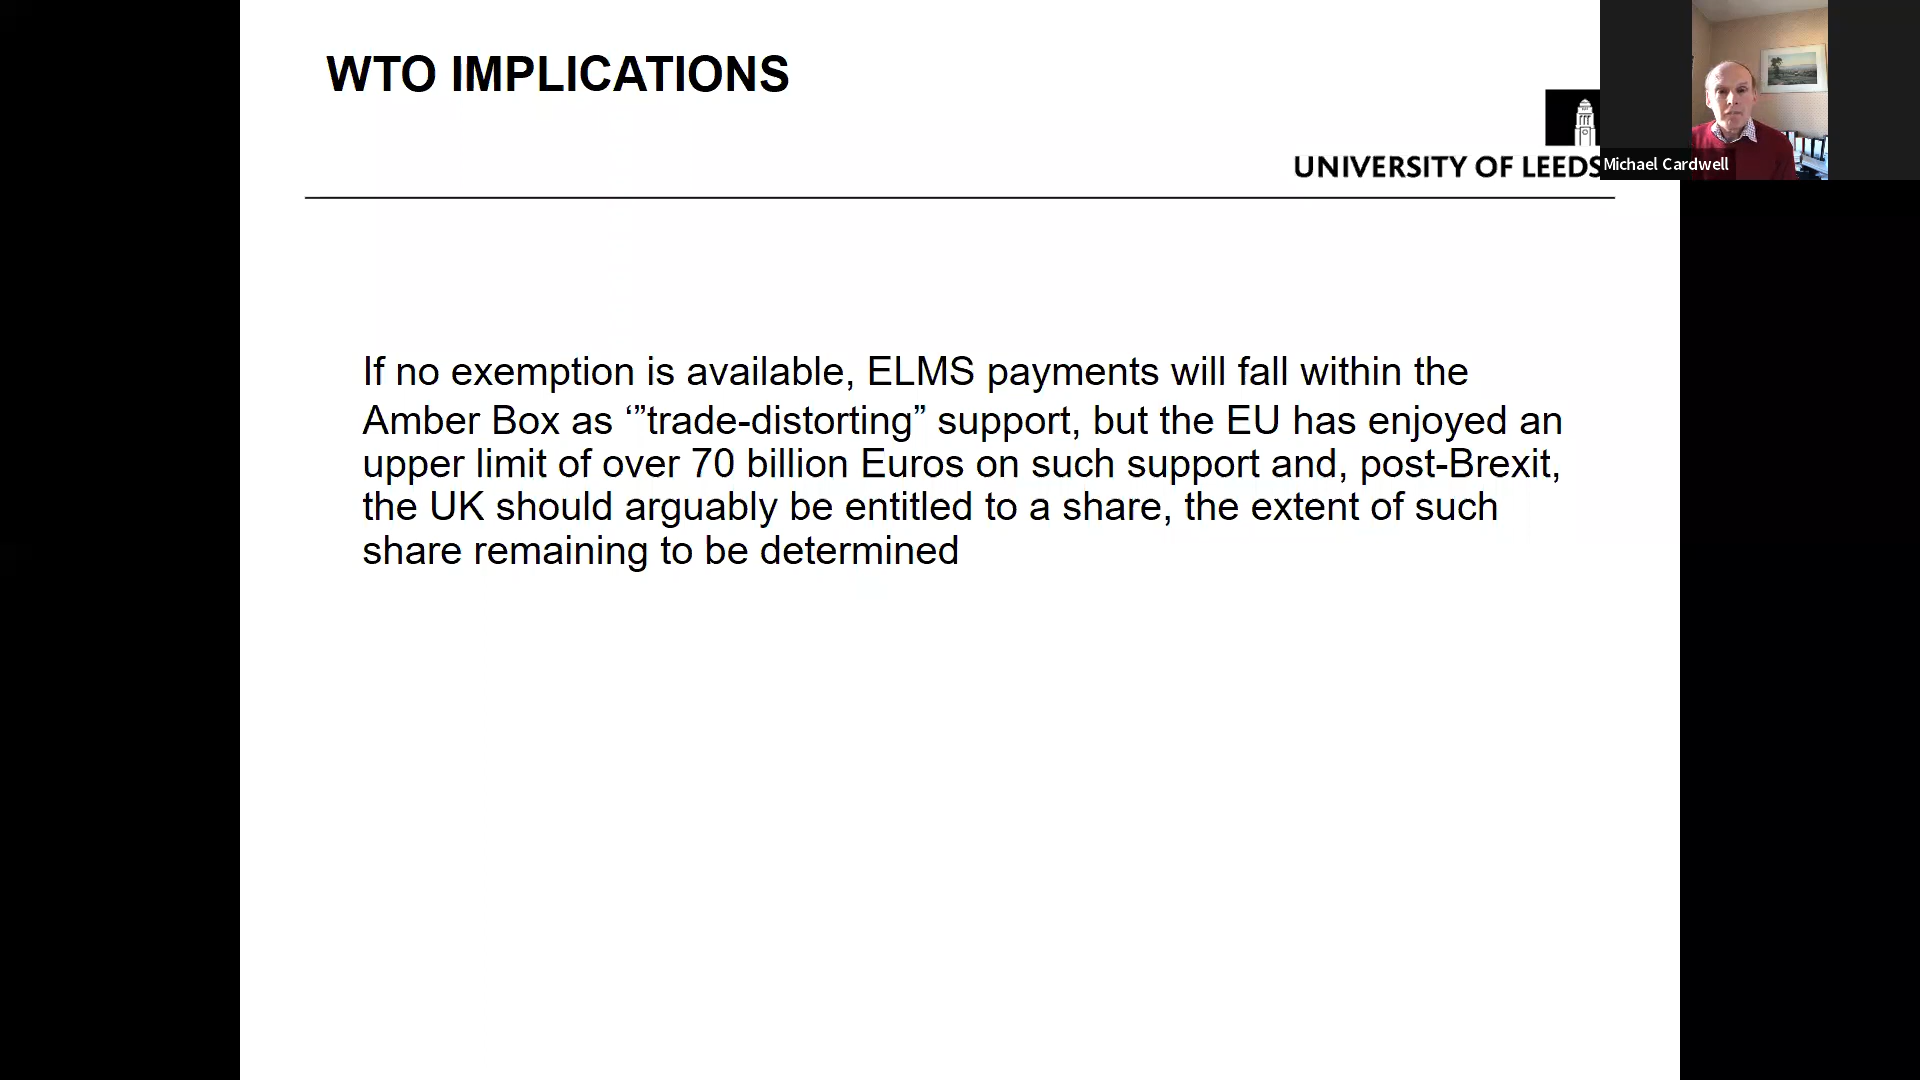 WTO IMPLICATIONS
UNIVERSITY OF LEEDS
Michael Cardwell
If no exemption is available, ELMS payments will fall within the
Amber Box as ‘”trade-distorting” support, but the EU has enjoyed an
upper limit of over 70 billion Euros on such support and, post-Brexit,
the UK should arguably be entitled to a share, the extent of such
share remaining to be determined